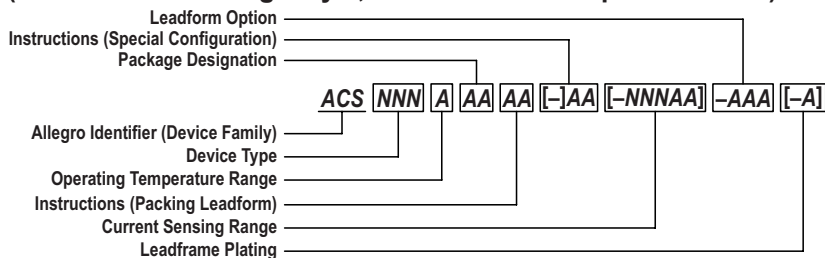 Leadform Option
Instructions (Special Configuration)
Package Designation
ACS NNN A AA AA [–]AA [–NNNAA] –AAA [–A]
Allegro Identifier (Device Family)
Device Type
Operating Temperature Range
Instructions (Packing Leadform)
Current Sensing Range
Leadframe Plating